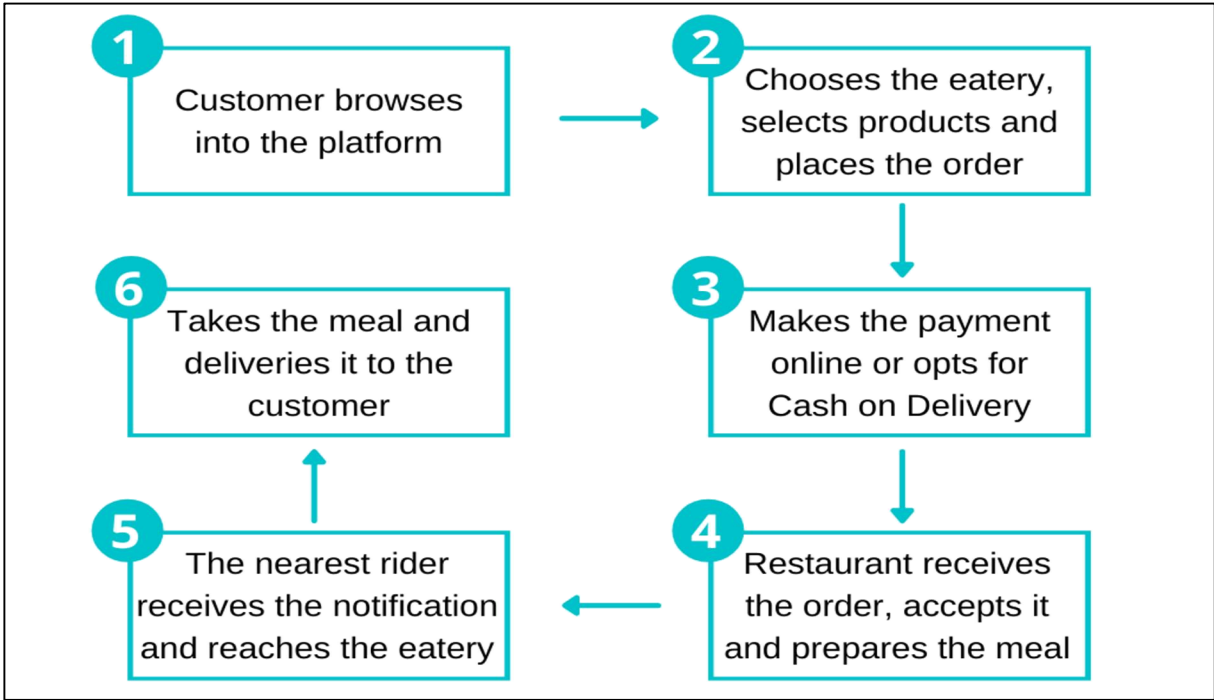 1
Customer browses
into the platform
2
Chooses the eatery,
selects products and
places the order
3
Makes the payment
online or opts for
Cash on Delivery
4
Restaurant receives
the order, accepts it
and prepares the meal
5
The nearest rider
receives the notification
and reaches the eatery
6
Takes the meal and
deliveries it to the
customer